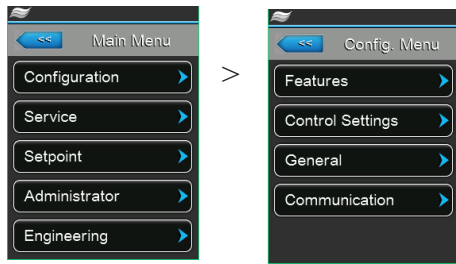 << Main Menu
Configuration
Service
Setpoint
Administrator
Engineering
>
<< Config. Menu
Features
Control Settings
General
Communication